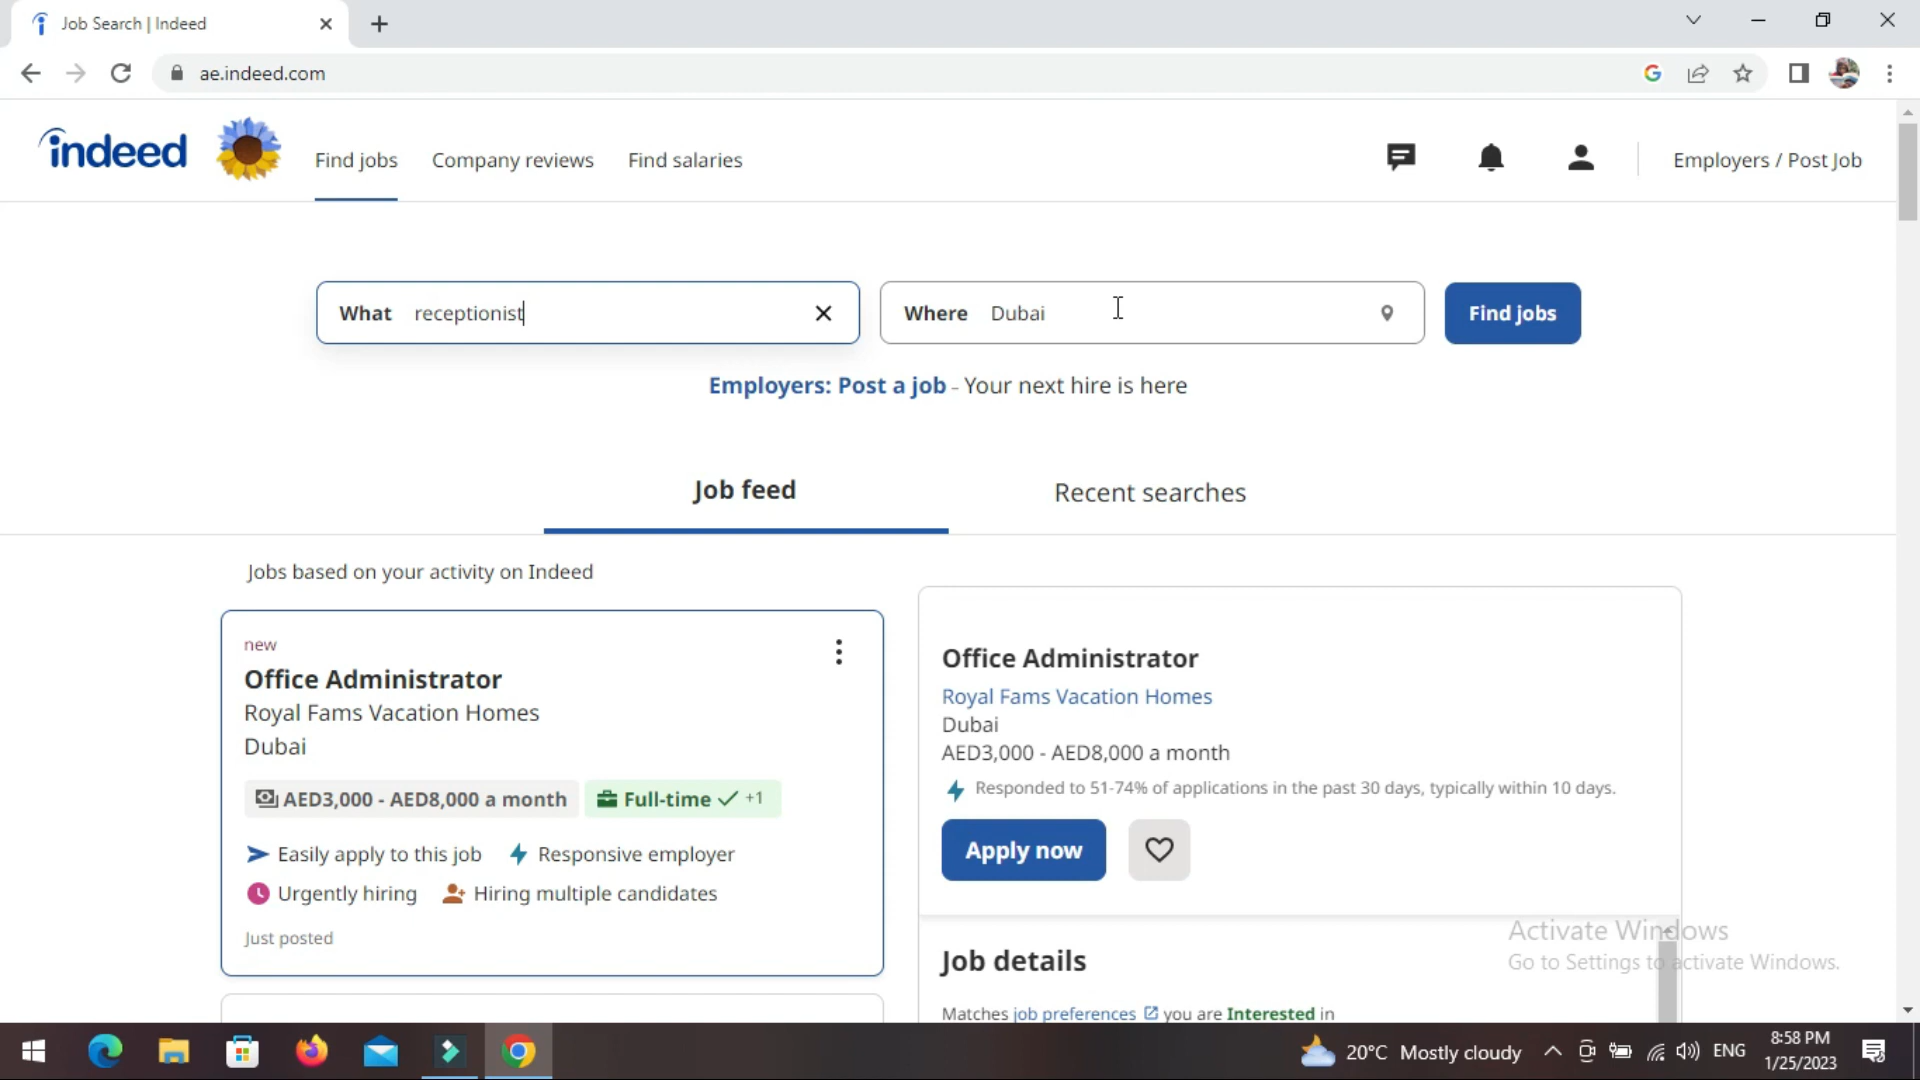 Job Search | Indeed
ae.indeed.com
indeed
Find jobs
Company reviews
Find salaries
Employers / Post Job
What receptionist
Where Dubai
Find jobs
Employers: Post a job - Your next hire is here
Job feed
Recent searches
Jobs based on your activity on Indeed
new
Office Administrator
Royal Fams Vacation Homes
Dubai
AED3,000 - AED8,000 a month
Full-time +1
Easily apply to this job
Responsive employer
Urgently hiring
Hiring multiple candidates
Just posted
Office Administrator
Royal Fams Vacation Homes
Dubai
AED3,000 - AED8,000 a month
Responded to 51-74% of applications in the past 30 days, typically within 10 days.
Apply now
Job details
Matches job preferences you are Interested in
Activate Windows
Go to Settings to activate Windows.
20°C Mostly cloudy
ENG
8:58 PM
1/25/2023